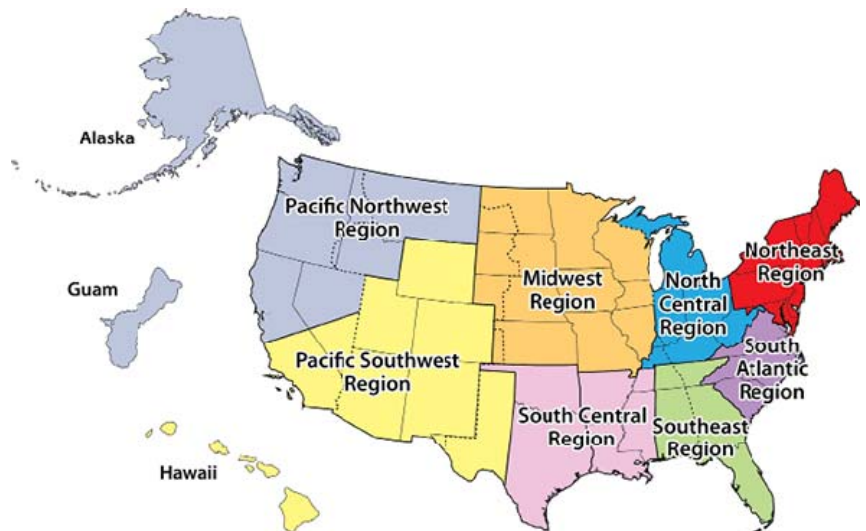 Alaska
Pacific Northwest
Region
Guam
Midwest
Region
Northeast
Region
North
Central
Region
Pacific Southwest
Region
South
Atlantic
Region
South Central
Region
Southeast
Region
Hawaii